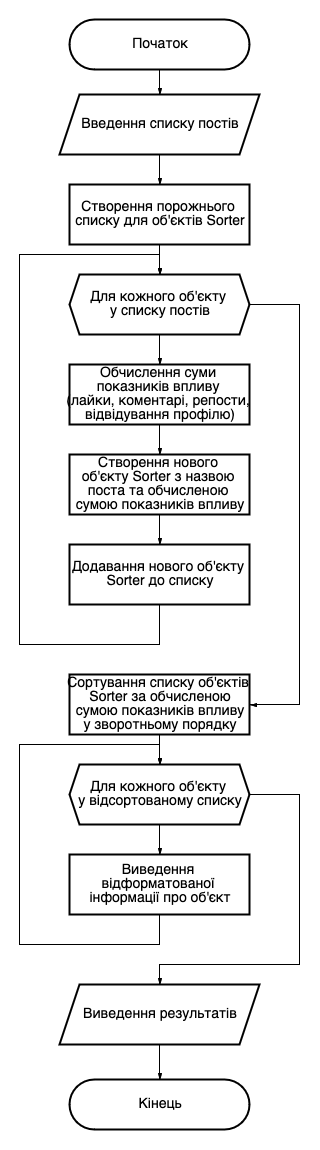 Початок
Введення списку постів
Створення порожнього
списку для об'єктів Sorter
Для кожного об'єкту
у списку постів
Обчислення суми
показників впливу
(лайки, коментарі, репости,
відвідування профілю)
Створення нового
об'єкту Sorter з назвою
поста та обчисленою
сумою показників впливу
Додавання нового об'єкту
Sorter до списку
Сортування списку об'єктів
Sorter за обчисленою
сумою показників впливу
у зворотньому порядку
Для кожного об'єкту
у відсортованому списку
Виведення
відформатованої
інформації про об'єкт
Виведення результатів
Кінець